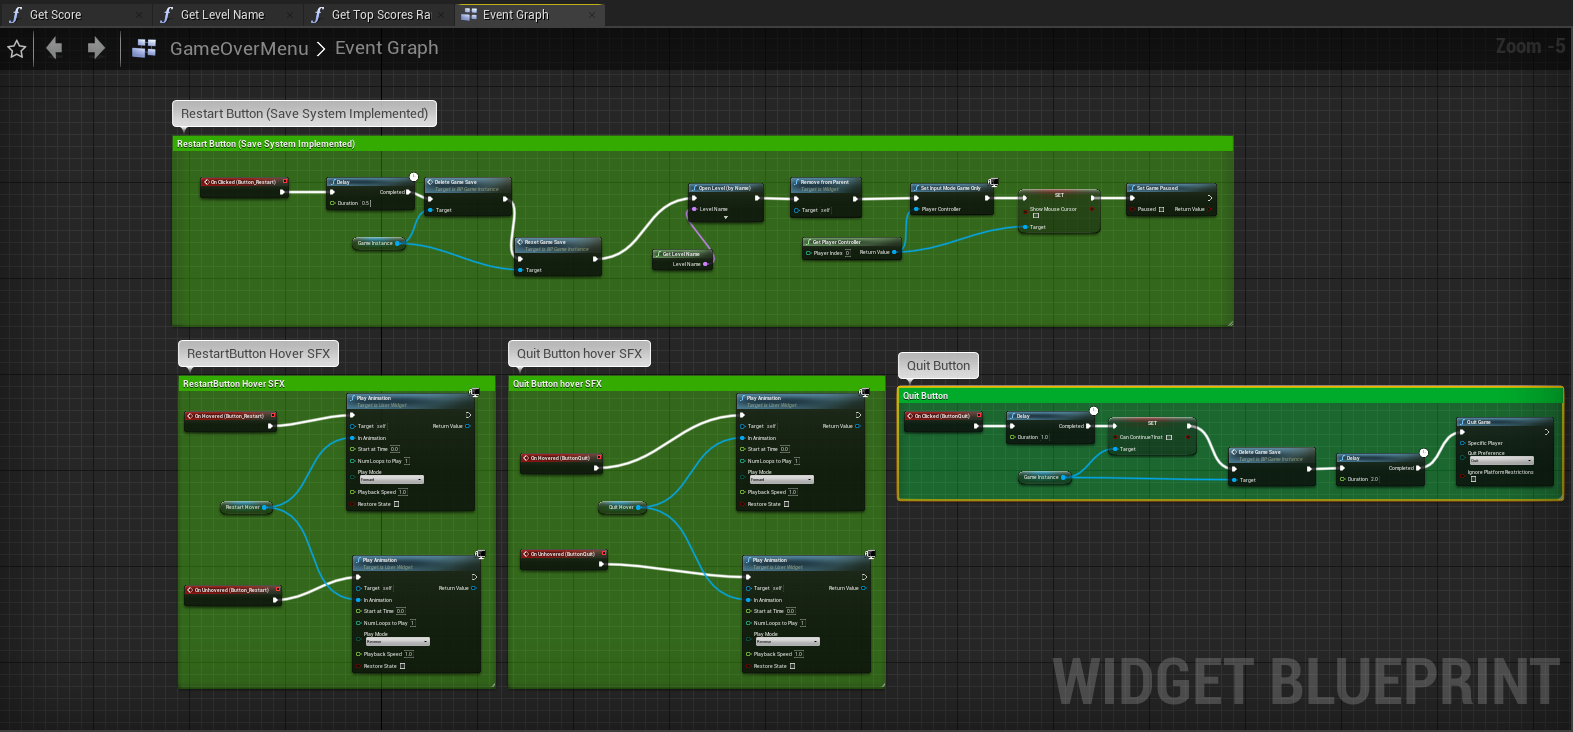 Get Score
Get Level Name
Get Top Scores Ra
Event Graph
GameOverMenu > Event Graph
Zoom -5
Restart Button (Save System Implemented)
Restart Button (Save System Implemented)
On Clicked (Button_Restart)
Delay
Completed
Duration 0.5
Game Instance
Delete Game Save
Target is BP Game Instance
Target
Reset Game Save
Target is BP Game Instance
Target
Open Level (by Name)
Level Name
Get Level Name
Level Name
Remove from Parent
Target is Widget
Target self
Set Input Mode Game Only
Player Controller
Get Player Controller
Player Index 0
Return Value
SET
Show Mouse Cursor
Target
Set Game Paused
Paused
Return Value
RestartButton Hover SFX
RestartButton Hover SFX
On Hovered (Button_Restart)
Play Animation
Target is User Widget
Target self
Return Value
In Animation
Start at Time 0.0
Num Loops to Play 1
Play Mode
Forward
Playback Speed 1.0
Restore State
Restart Hover
On Unhovered (Button_Restart)
Play Animation
Target is User Widget
Target self
Return Value
In Animation
Start at Time 0.0
Num Loops to Play 1
Play Mode
Reverse
Playback Speed 1.0
Restore State
Quit Button hover SFX
Quit Button hover SFX
On Hovered (ButtonQuit)
Play Animation
Target is User Widget
Target self
Return Value
In Animation
Start at Time 0.0
Num Loops to Play 1
Play Mode
Forward
Playback Speed 1.0
Restore State
Quit Hover
On Unhovered (ButtonQuit)
Play Animation
Target is User Widget
Target self
Return Value
In Animation
Start at Time 0.0
Num Loops to Play 1
Play Mode
Reverse
Playback Speed 1.0
Restore State
Quit Button
Quit Button
On Clicked (ButtonQuit)
Delay
Completed
Duration 1.0
SET
Can Continue?Inst
Target
Game Instance
Delete Game Save
Target is BP Game Instance
Target
Delay
Completed
Duration 2.0
Quit Game
Specific Player
Quit Preference
Quit
Ignore Platform Restrictions
WIDGET BLUEPRINT